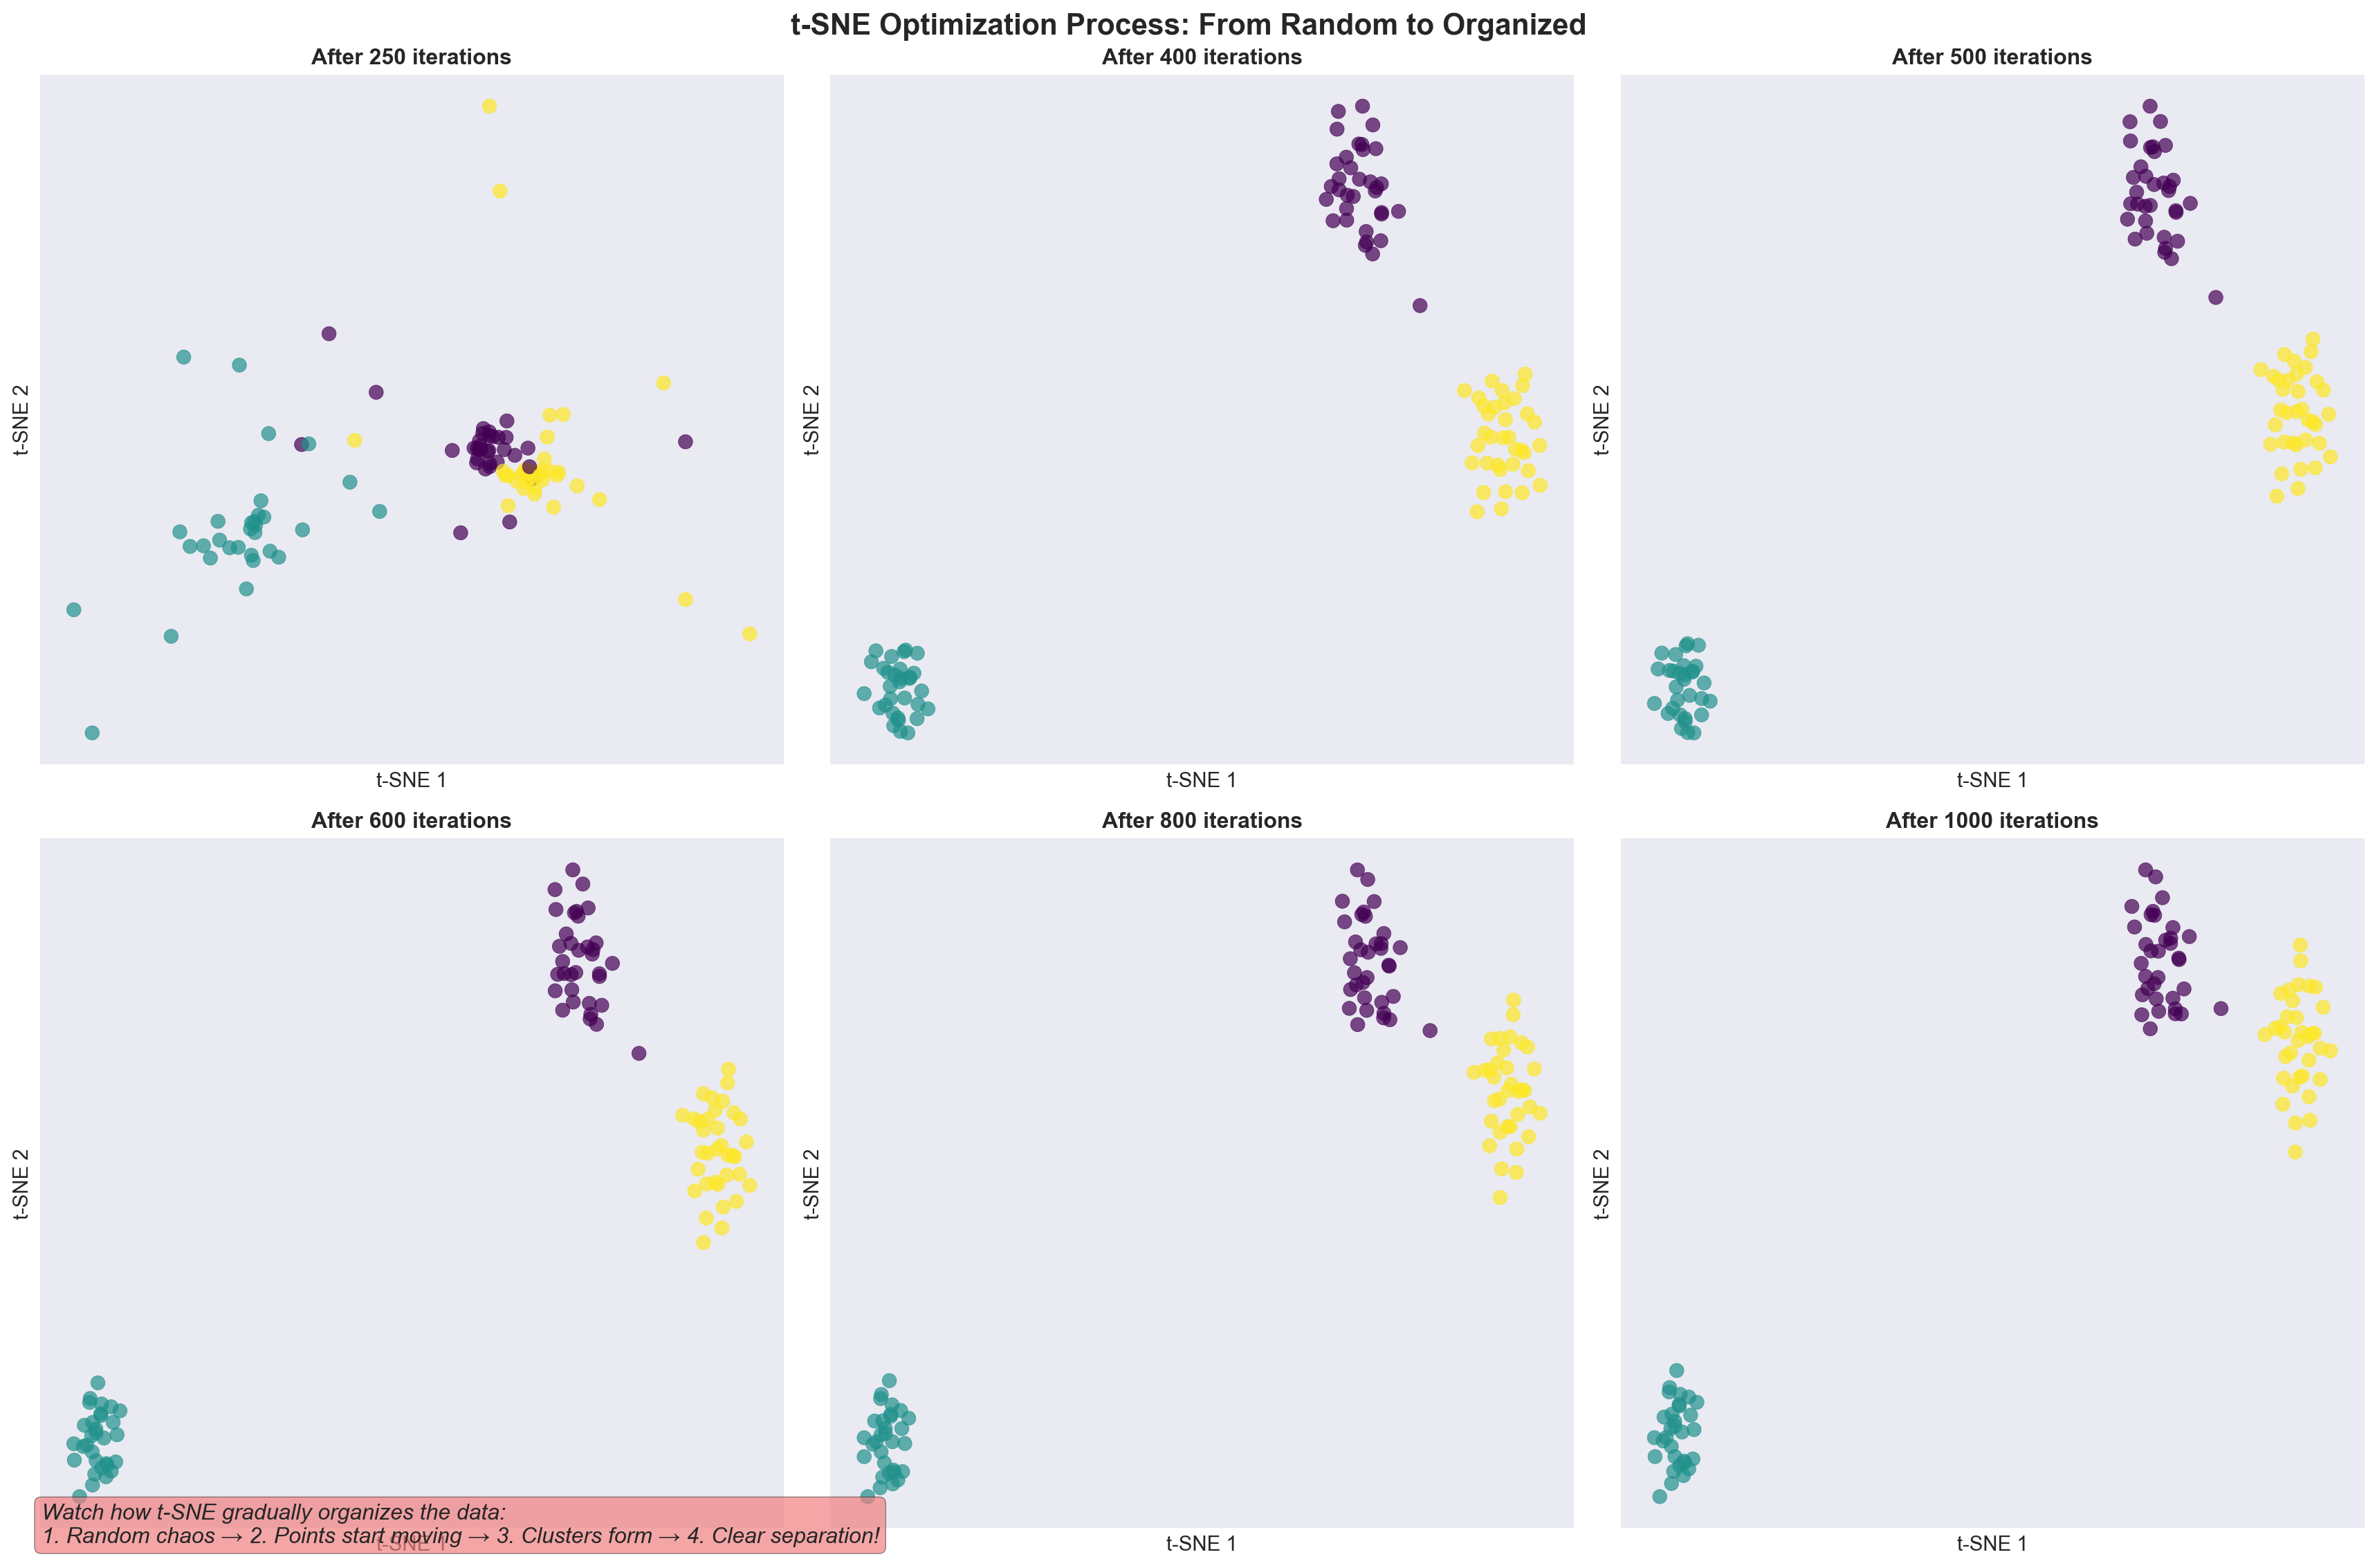 t-SNE Optimization Process: From Random to Organized
After 250 iterations
After 400 iterations
After 500 iterations
t-SNE 2
t-SNE 2
t-SNE 2
t-SNE 1
t-SNE 1
t-SNE 1
After 600 iterations
After 800 iterations
After 1000 iterations
t-SNE 2
t-SNE 2
t-SNE 2
Watch how t-SNE gradually organizes the data:
1. Random chaos → 2. Points start moving → 3. Clusters form → 4. Clear separation!
t-SNE 1
t-SNE 1
t-SNE 1